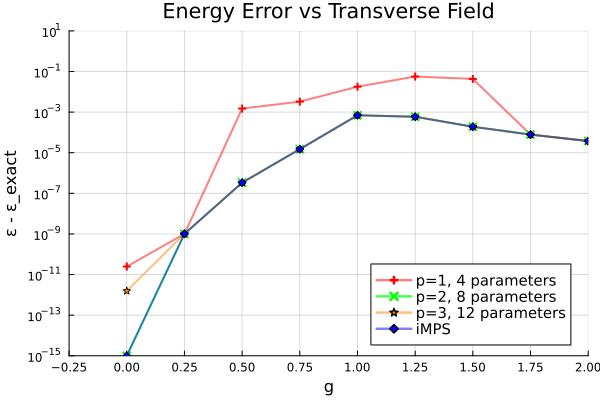 Energy Error vs Transverse Field
10¹
10⁻¹
10⁻³
10⁻⁵
10⁻⁷
10⁻⁹
10⁻¹¹
10⁻¹³
10⁻¹⁵
ε - ε_exact
p=1, 4 parameters
p=2, 8 parameters
p=3, 12 parameters
iMPS
−0.25 0.00 0.25 0.50 0.75 1.00 1.25 1.50 1.75 2.00
g